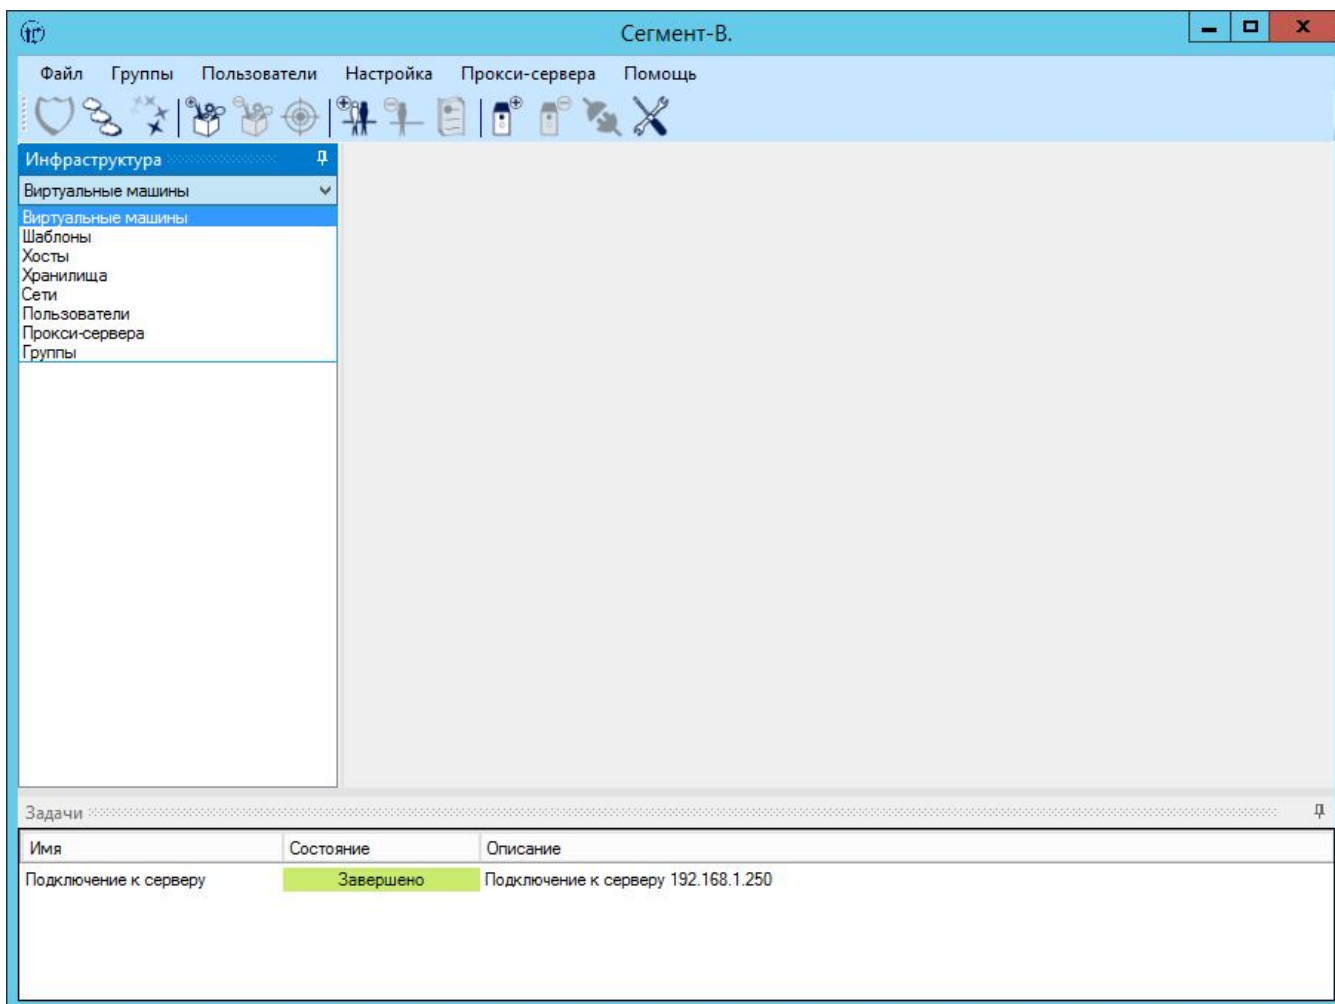 Сегмент-В.
Файл Группы Пользователи Настройка Прокси-сервера Помощь
Инфраструктура
Виртуальные машины
Виртуальные машины
Шаблоны
Хосты
Хранилища
Сети
Пользователи
Прокси-сервера
Группы
Задачи
Имя Состояние Описание
Подключение к серверу Завершено Подключение к серверу 192.168.1.250